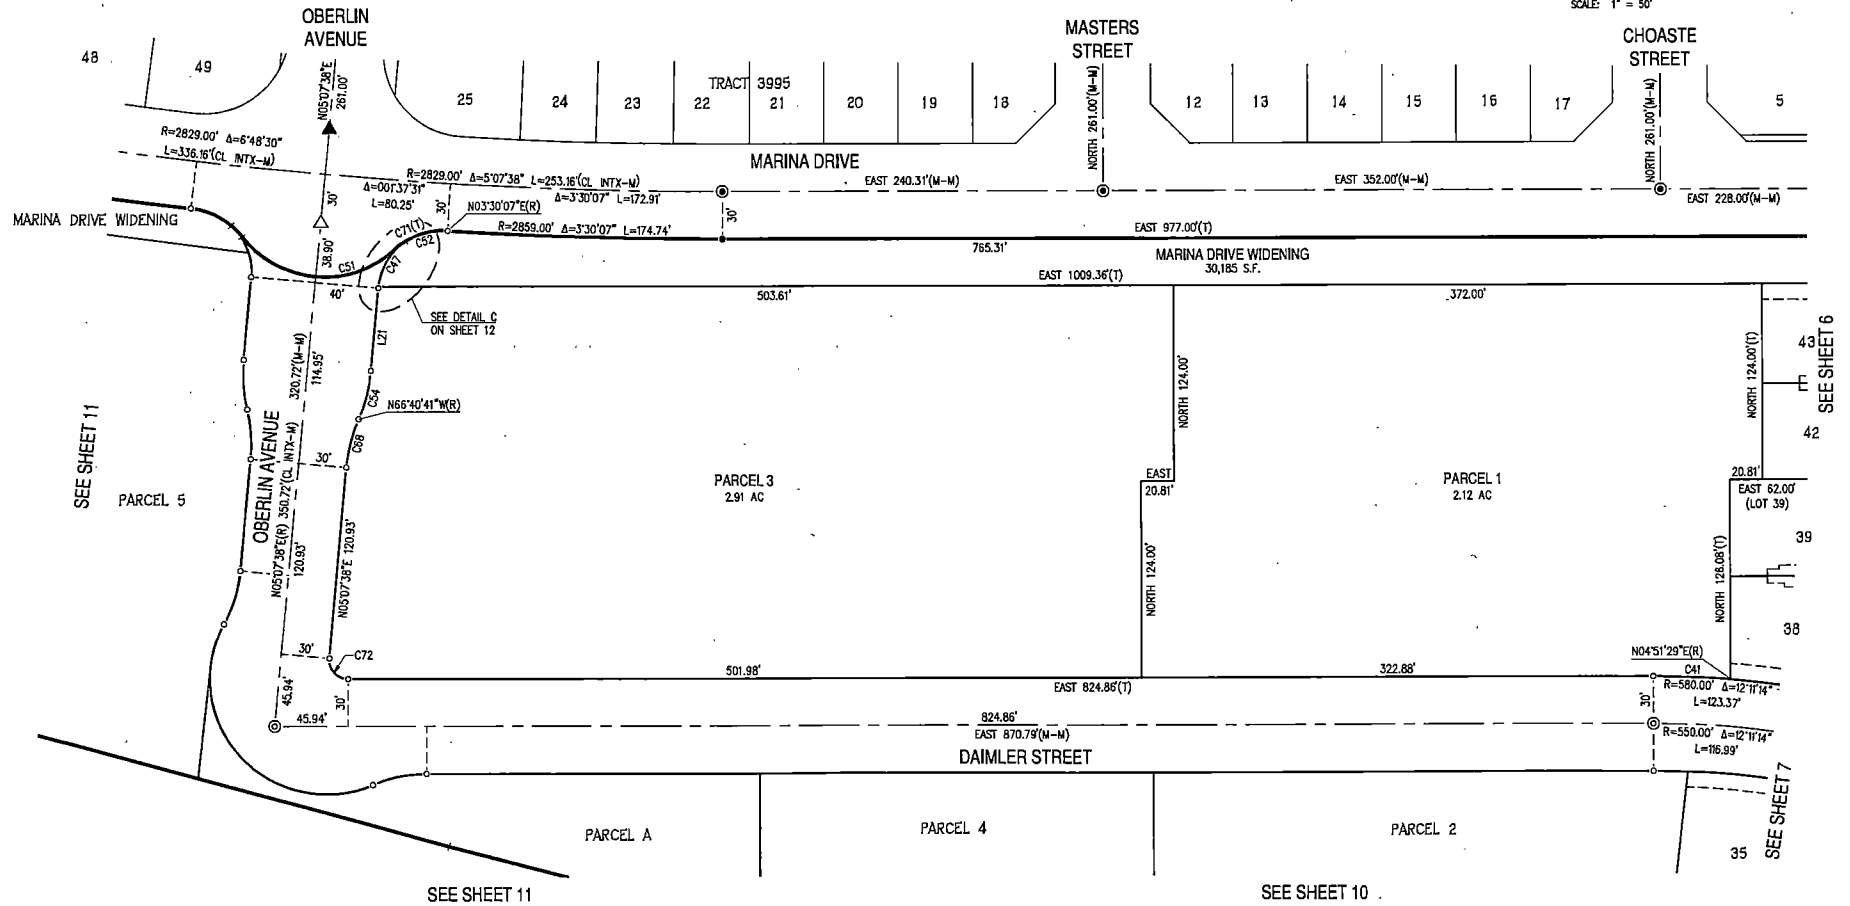 SCALE: 1" = 50'
OBERLIN
AVENUE
MASTERS
STREET
CHOASTE
STREET
48
49
N05°07'38"E
261.00'
25
24
23
22
TRACT 3995
21
20
19
18
NORTH 261.00'(M-M)
12
13
14
15
16
17
NORTH 261.00'(M-M)
5
R=2829.00' Δ=6°48'30"
L=336.16'(CL INTX-M)
MARINA DRIVE
R=2829.00' Δ=5°07'38" L=253.16'(CL INTX-M)
Δ=001°37'31"
L=80.25'
Δ=3°30'07" L=172.91'
EAST 240.31'(M-M)
EAST 352.00'(M-M)
EAST 228.00'(M-M)
30'
30'
30'
N03°30'07"E(R)
MARINA DRIVE WIDENING
C71(T)
C52
R=2859.00' Δ=3°30'07" L=174.74'
EAST 977.00'(T)
765.31'
MARINA DRIVE WIDENING
30,185 S.F.
38.90'
C51
C47
EAST 1009.36'(T)
40'
503.61'
372.00'
SEE DETAIL C
ON SHEET 12
L21
320.72'(M-M)
114.95'
NORTH 124.00'
NORTH 124.00'(T)
43
SEE SHEET 6
C54
N66°40'41"W(R)
42
SEE SHEET 11
OBERLIN AVENUE
C68
30'
PARCEL 5
PARCEL 3
2.91 AC
EAST
20.81'
PARCEL 1
2.12 AC
20.81'
EAST 62.00'
(LOT 39)
N05°07'38"E(R) 350.72'(CL INTX-M)
120.93'
N05°07'38"E 120.93'
NORTH 124.00'
NORTH 126.08'(T)
39
38
30'
C72
N04°51'29"E(R)
C41
501.98'
322.88'
EAST 824.86'(T)
R=580.00' Δ=12°11'14"
L=123.37'
45.94'
30'
30'
45.94'
824.86'
EAST 870.79'(M-M)
R=550.00' Δ=12°11'14"
L=116.99'
DAIMLER STREET
PARCEL A
PARCEL 4
PARCEL 2
35
SEE SHEET 7
SEE SHEET 11
SEE SHEET 10